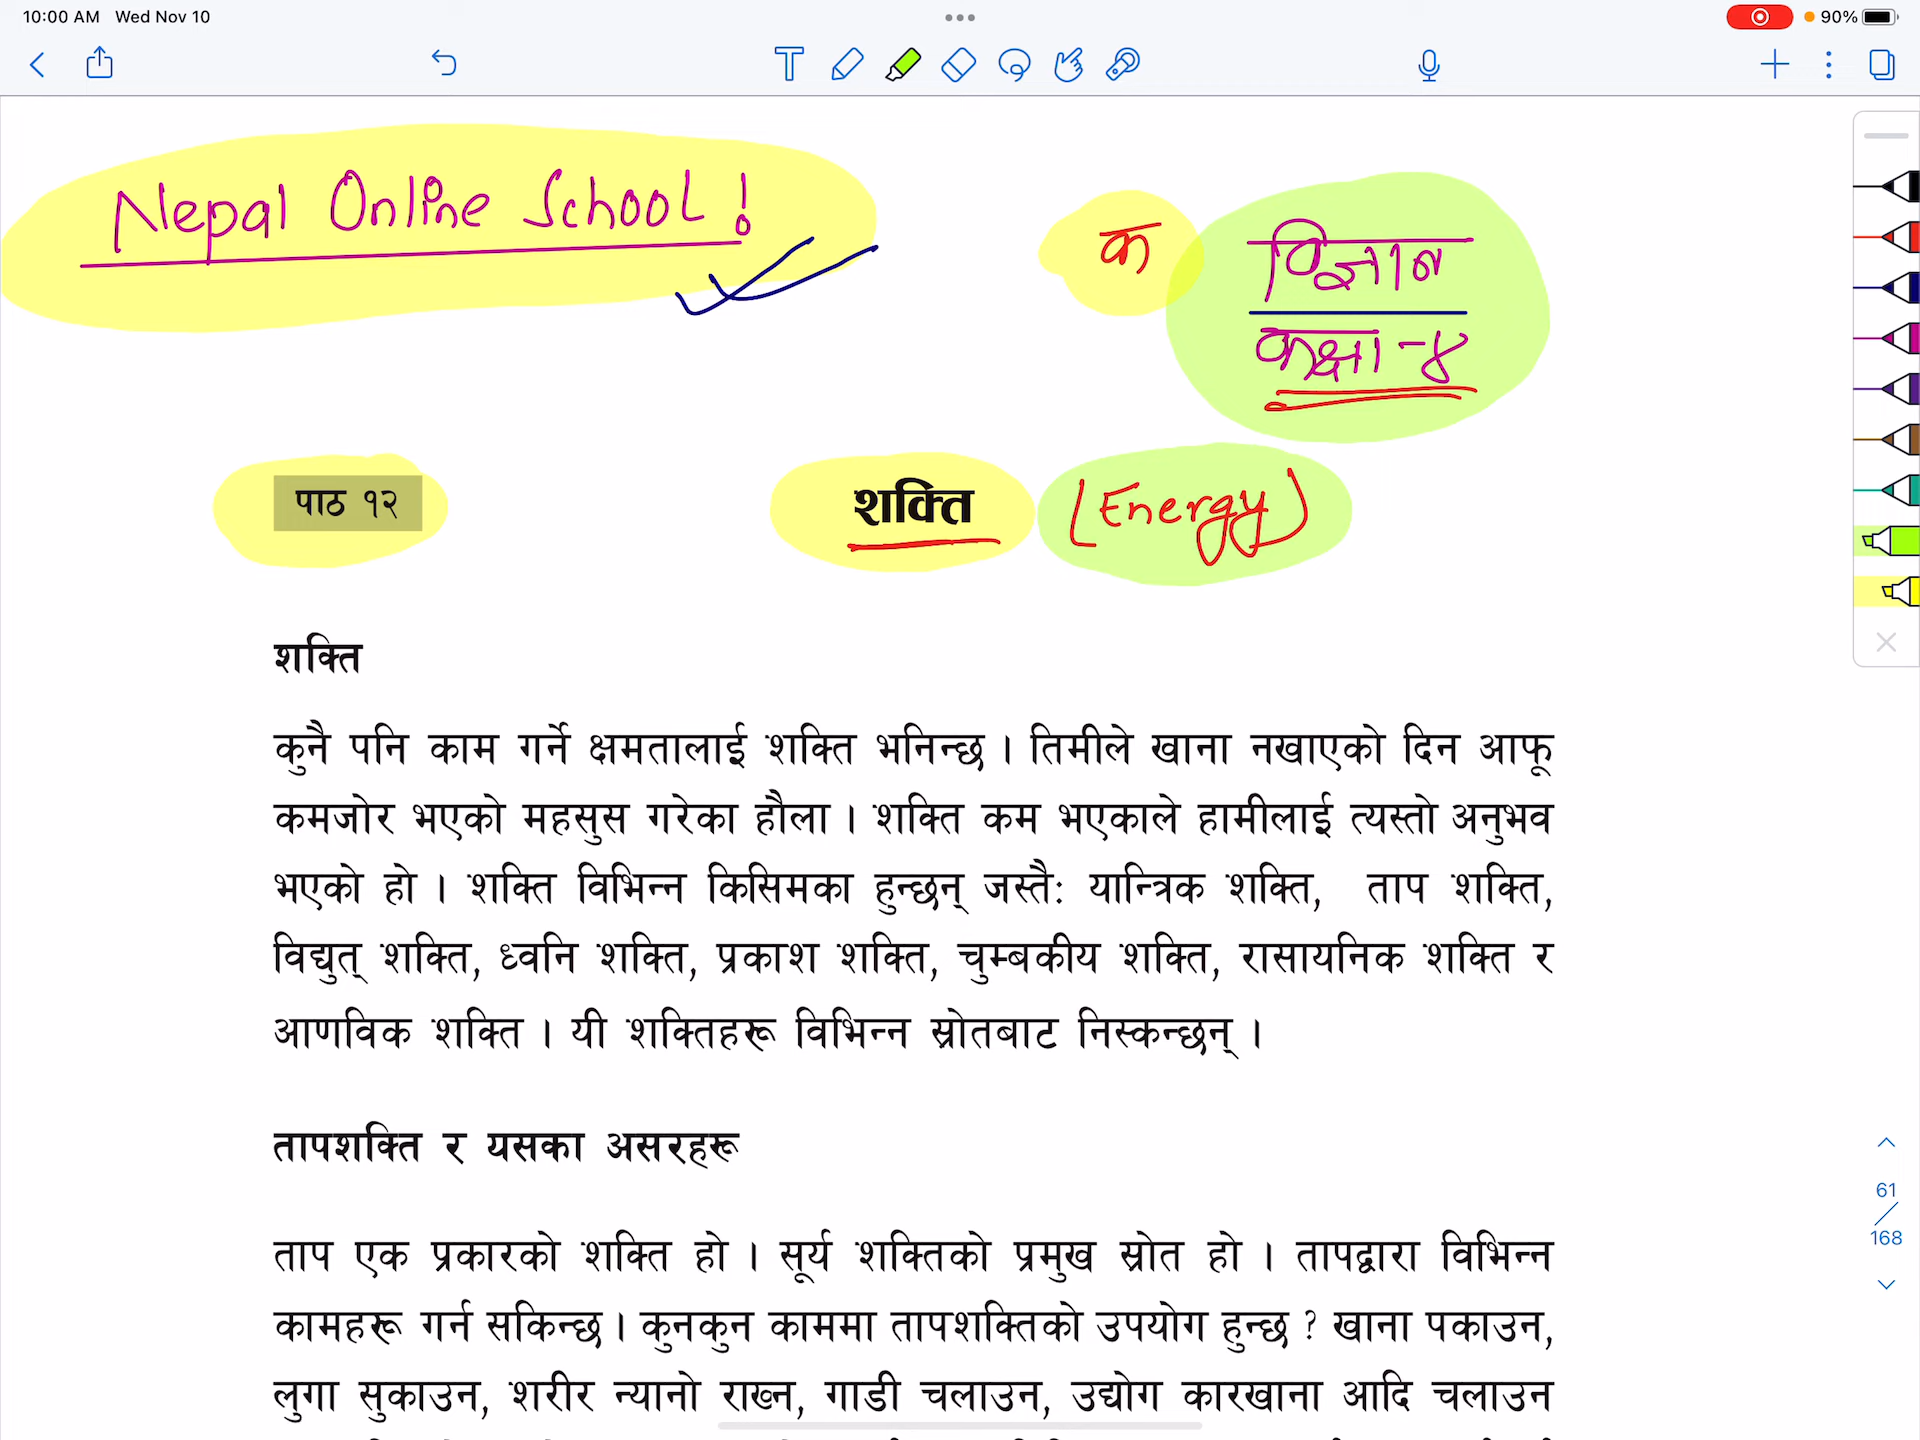 10:00 AM Wed Nov 10
90%
Nepal Online School!
क
विज्ञान
कक्षा-४
पाठ १२
शक्ति (Energy)
शक्ति
कुनै पनि काम गर्ने क्षमतालाई शक्ति भनिन्छ । तिमीले खाना नखाएको दिन आफू
कमजोर भएको महसुस गरेका हौला । शक्ति कम भएकाले हामीलाई त्यस्तो अनुभव
भएको हो । शक्ति विभिन्न किसिमका हुन्छन् जस्तै: यान्त्रिक शक्ति, ताप शक्ति,
विद्युत् शक्ति, ध्वनि शक्ति, प्रकाश शक्ति, चुम्बकीय शक्ति, रासायनिक शक्ति र
आणविक शक्ति । यी शक्तिहरू विभिन्न स्रोतबाट निस्कन्छन् ।
तापशक्ति र यसका असरहरू
ताप एक प्रकारको शक्ति हो । सूर्य शक्तिको प्रमुख स्रोत हो । तापद्वारा विभिन्न
कामहरू गर्न सकिन्छ । कुनकुन काममा तापशक्तिको उपयोग हुन्छ ? खाना पकाउन,
लुगा सुकाउन, शरीर न्यानो राख्न, गाडी चलाउन, उद्योग कारखाना आदि चलाउन
61
168